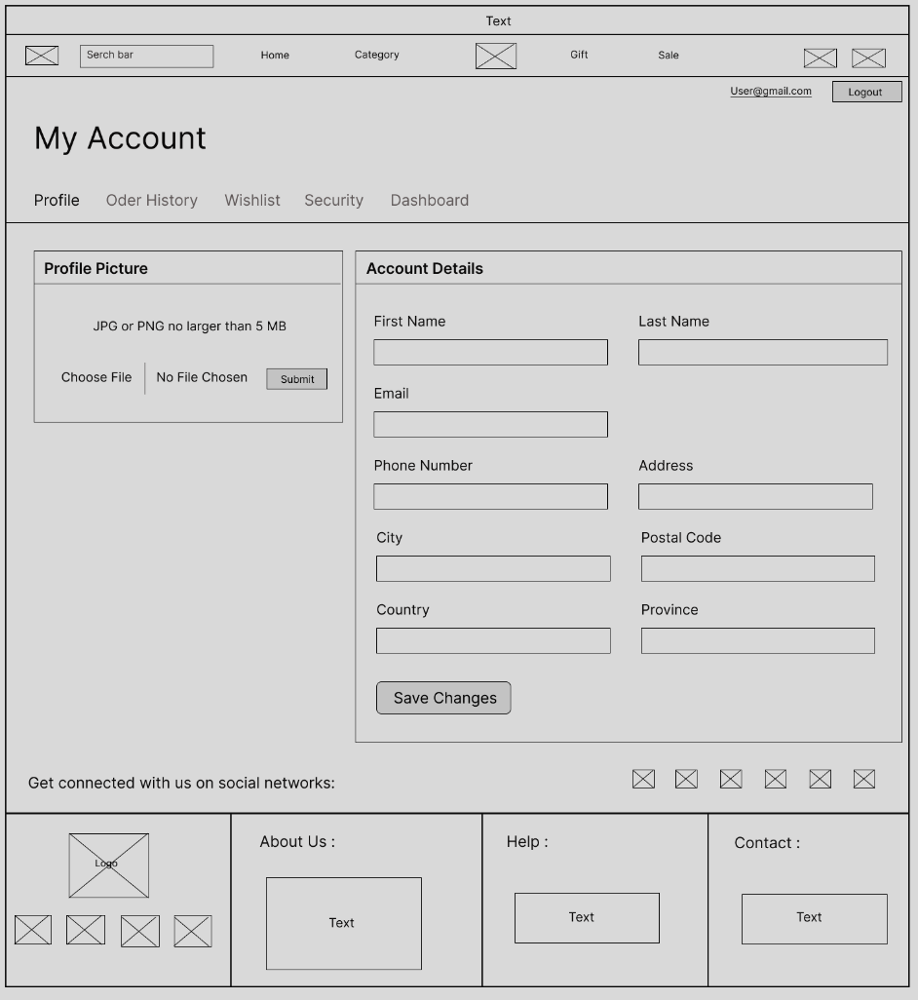 Text
Serch bar
Home
Category
Gift
Sale
User@gmail.com
Logout
My Account
Profile
Oder History
Wishlist
Security
Dashboard
Profile Picture
JPG or PNG no larger than 5 MB
Choose File
No File Chosen
Submit
Account Details
First Name
Last Name
Email
Phone Number
Address
City
Postal Code
Country
Province
Save Changes
Get connected with us on social networks:
Logo
About Us :
Text
Help :
Text
Contact :
Text